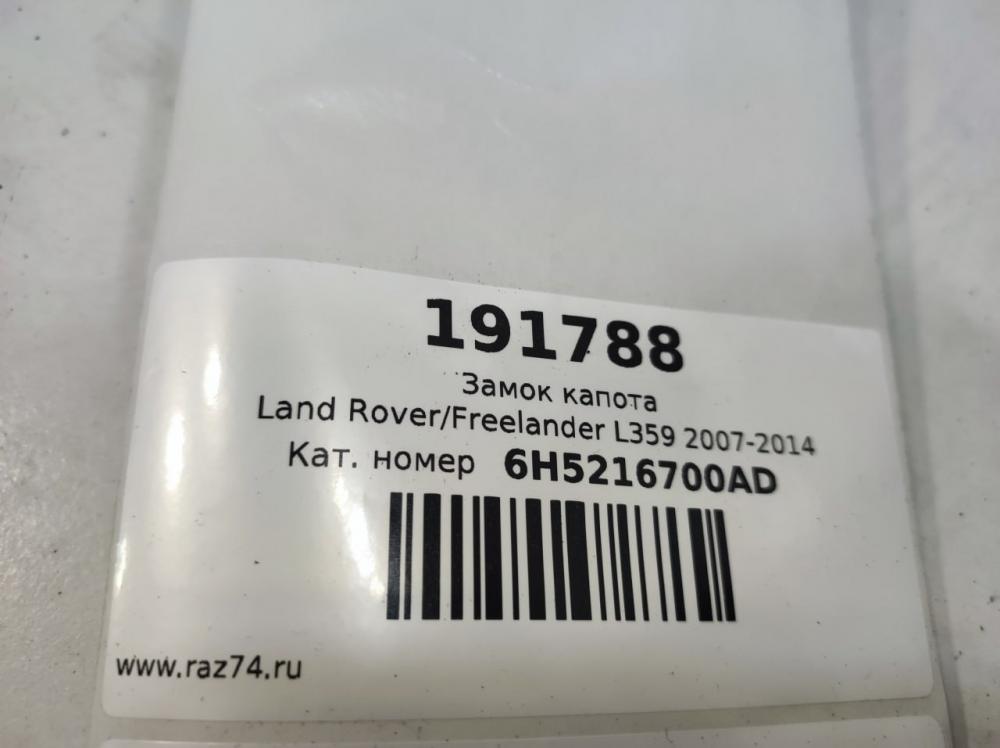 191788
Замок капота
Land Rover/Freelander L359 2007-2014
Кат. номер 6H5216700AD
www.raz74.ru